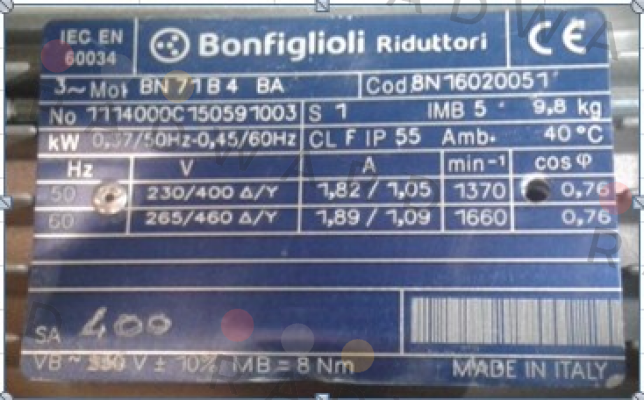 IEC EN
60034
Bonfiglioli Riduttori
CE
3~ Mot BN 71 B 4 BA Cod 8N16020051
No 1114000C150591003 S 1 IMB 5 9,8 kg
kW 0,37/50Hz-0,45/60Hz CL F IP 55 Amb. 40°C
Hz V A min⁻¹ cos φ
50 230/400 Δ/Y 1,82 / 1,05 1370 0,76
60 265/460 Δ/Y 1,89 / 1,09 1660 0,76
SA 400
VB ~ V ± 10% MB = 8 Nm MADE IN ITALY